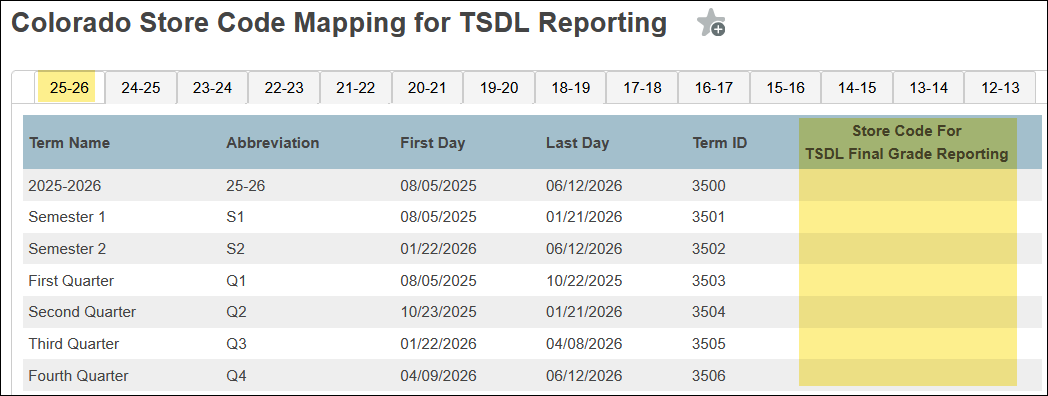 Colorado Store Code Mapping for TSDL Reporting
25-26 24-25 23-24 22-23 21-22 20-21 19-20 18-19 17-18 16-17 15-16 14-15 13-14 12-13
Term Name Abbreviation First Day Last Day Term ID Store Code For
TSDL Final Grade Reporting
2025-2026 25-26 08/05/2025 06/12/2026 3500
Semester 1 S1 08/05/2025 01/21/2026 3501
Semester 2 S2 01/22/2026 06/12/2026 3502
First Quarter Q1 08/05/2025 10/22/2025 3503
Second Quarter Q2 10/23/2025 01/21/2026 3504
Third Quarter Q3 01/22/2026 04/08/2026 3505
Fourth Quarter Q4 04/09/2026 06/12/2026 3506